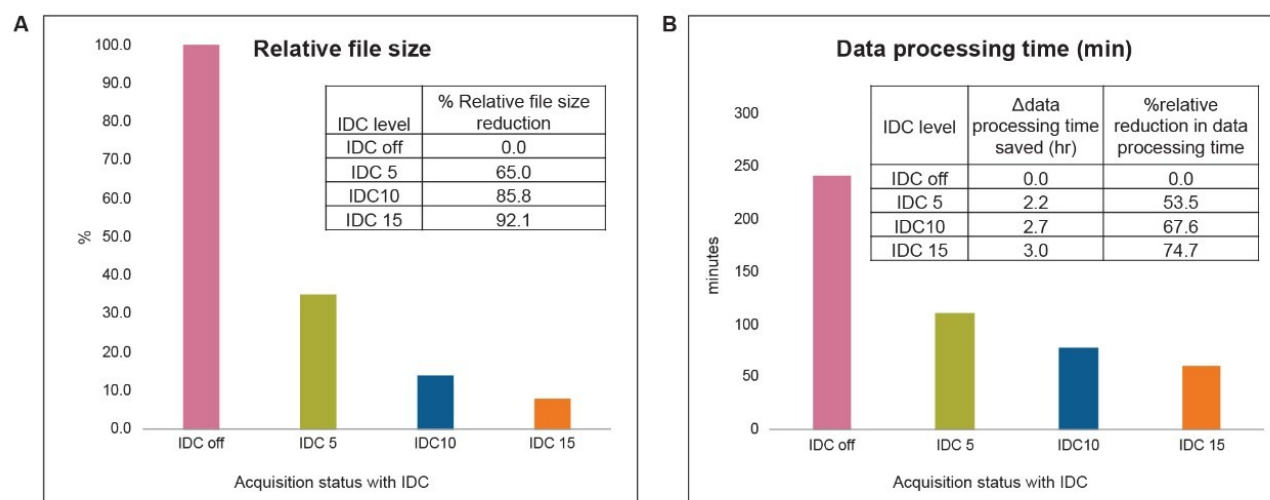 A
Relative file size
100.0
90.0
80.0
70.0
60.0
50.0
40.0
30.0
20.0
10.0
0.0
%
IDC level
% Relative file size
reduction
IDC off 0.0
IDC 5 65.0
IDC10 85.8
IDC 15 92.1
IDC off IDC 5 IDC10 IDC 15
Acquisition status with IDC
B
Data processing time (min)
300
250
200
150
100
50
0
minutes
IDC level
Δdata
processing time
saved (hr)
%relative
reduction in data
processing time
IDC off 0.0 0.0
IDC 5 2.2 53.5
IDC10 2.7 67.6
IDC 15 3.0 74.7
IDC off IDC 5 IDC10 IDC 15
Acquisition status with IDC